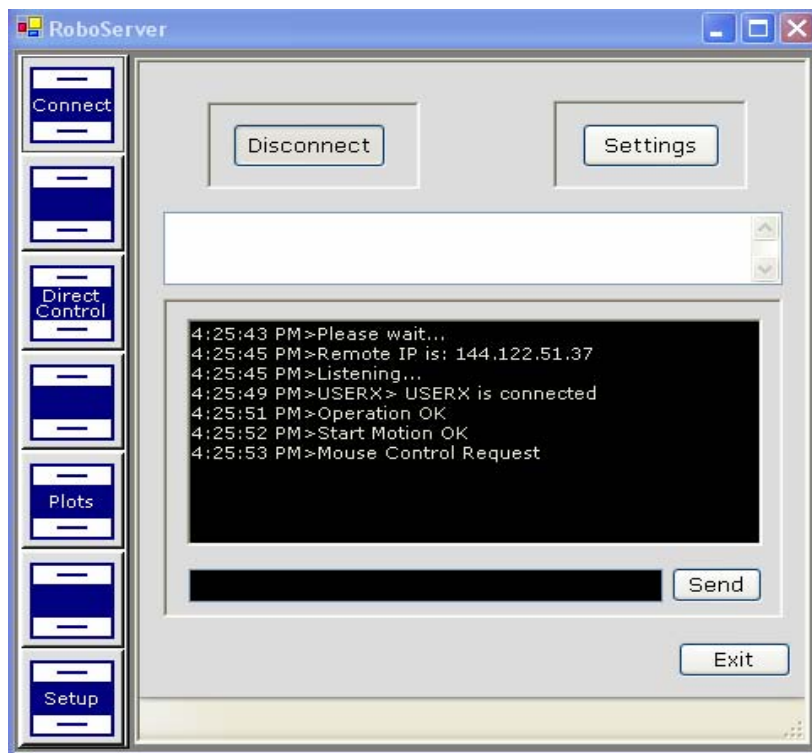 RoboServer
Connect
Disconnect
Settings
Direct
Control
4:25:43 PM>Please wait...
4:25:45 PM>Remote IP is: 144.122.51.37
4:25:45 PM>Listening...
4:25:49 PM>USERX> USERX is connected
4:25:51 PM>Operation OK
4:25:52 PM>Start Motion OK
4:25:53 PM>Mouse Control Request
Plots
Send
Exit
Setup